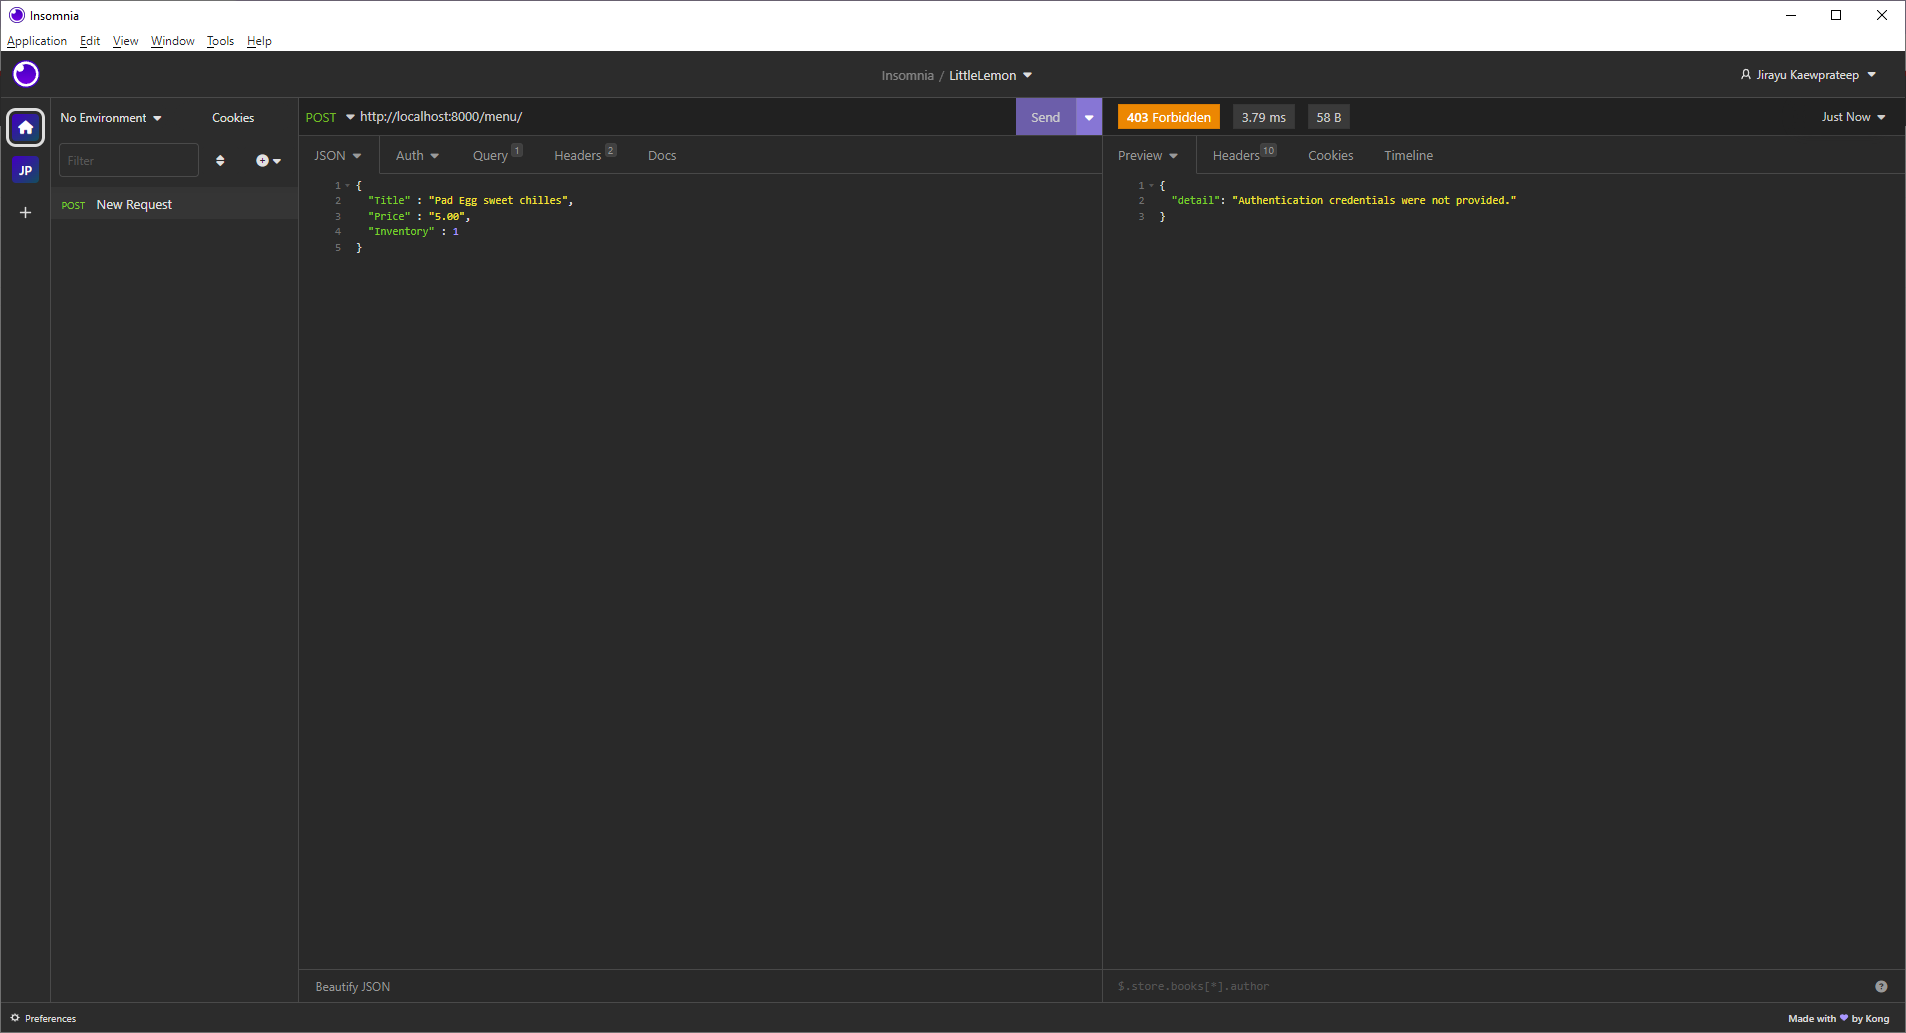 Insomnia
Application Edit View Window Tools Help
Insomnia / LittleLemon
Jirayu Kaewprateep
No Environment Cookies
POST http://localhost:8000/menu/ Send
403 Forbidden 3.79 ms 58 B Just Now
Filter
JP
POST New Request
JSON Auth Query 1 Headers 2 Docs
1 {
2 "Title" : "Pad Egg sweet chilles",
3 "Price" : "5.00",
4 "Inventory" : 1
5 }
Beautify JSON
Preview Headers 10 Cookies Timeline
1 {
2 "detail": "Authentication credentials were not provided."
3 }
$.store.books[*].author
?
Preferences
Made with ♥ by Kong